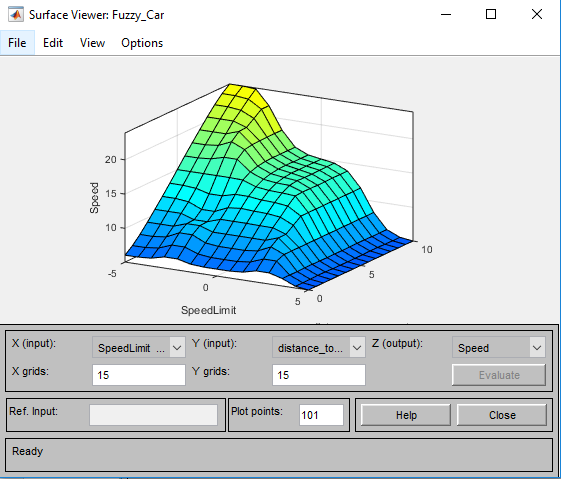 Surface Viewer: Fuzzy_Car
File Edit View Options
20
15
10
Speed
-5
0
5
SpeedLimit
0
5
10
X (input): SpeedLimit ... Y (input): distance_to... Z (output): Speed
X grids: 15 Y grids: 15 Evaluate
Ref. Input: Plot points: 101 Help Close
Ready